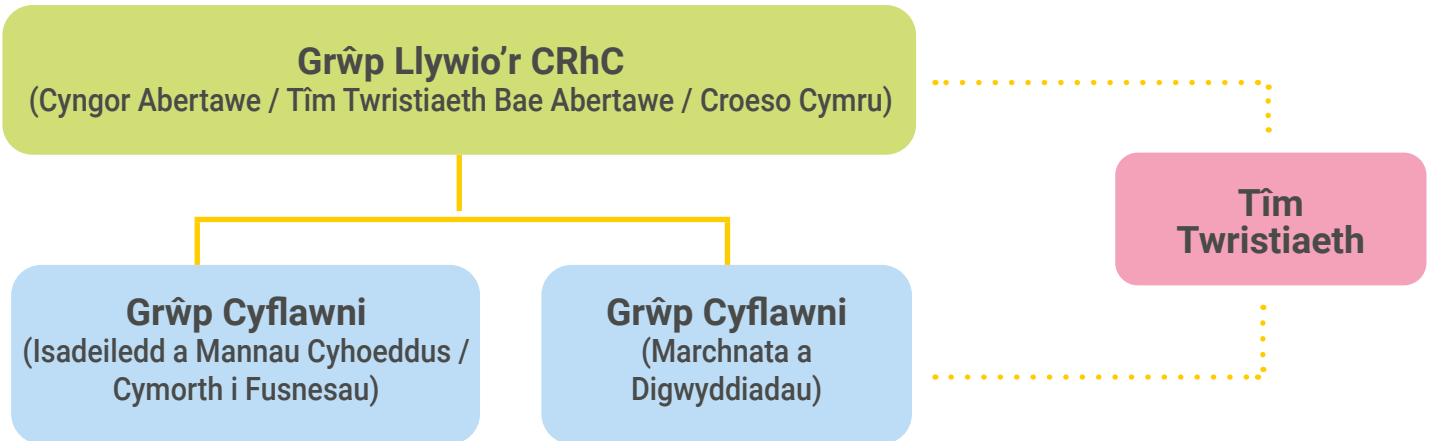 Grŵp Llywio’r CRhC
(Cyngor Abertawe / Tîm Twristiaeth Bae Abertawe / Croeso Cymru)
Tîm
Twristiaeth
Grŵp Cyflawni
(Isadeiledd a Mannau Cyhoeddus /
Cymorth i Fusnesau)
Grŵp Cyflawni
(Marchnata a
Digwyddiadau)